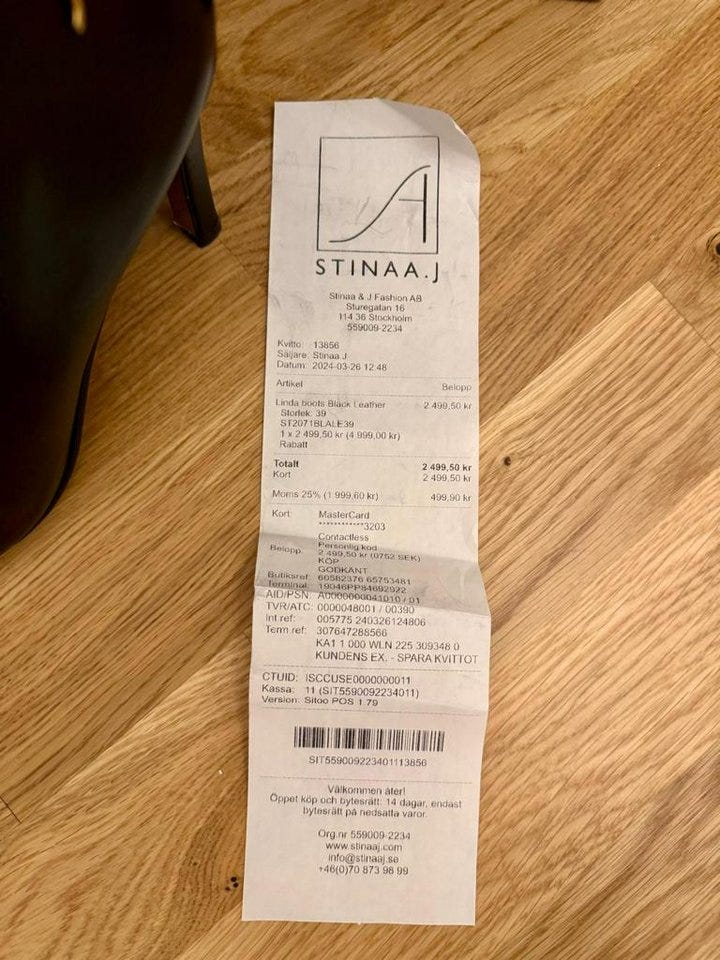 STINAA.J
Stinaa & J Fashion AB
Sturegatan 16
114 36 Stockholm
559009-2234
Kvitto: 13856
Säljare: Stinaa J
Datum: 2024-03-26 12:48
Artikel Belopp
Linda boots Black Leather 2 499,50 kr
Storlek: 39
ST2071BLALE39
1 x 2 499,50 kr (4 999,00 kr)
Rabatt
Totalt 2 499,50 kr
Kort 2 499,50 kr
Moms 25% (1 999,60 kr) 499,90 kr
Kort: MasterCard
************3203
Contactless
Personlig kod
Belopp: 2 499,50 kr (0752 SEK)
KÖP
GODKÄNT
Butiksref: 60582376 65753481
Terminal: 19046PP84692922
AID/PSN: A0000000041010 / 01
TVR/ATC: 0000048001 / 00390
Int ref: 005775 240326124806
Term ref: 307647288566
KA1 1 000 WLN 225 309348 0
KUNDENS EX. - SPARA KVITTOT
CTUID: ISCCUSE0000000011
Kassa: 11 (SIT5590092234011)
Version: Sitoo POS 1.79
SIT559009223401113856
Välkommen åter!
Öppet köp och bytesrätt: 14 dagar, endast
bytesrätt på nedsatta varor.
Org.nr 559009-2234
www.stinaaj.com
info@stinaaj.se
+46(0)70 873 98 99